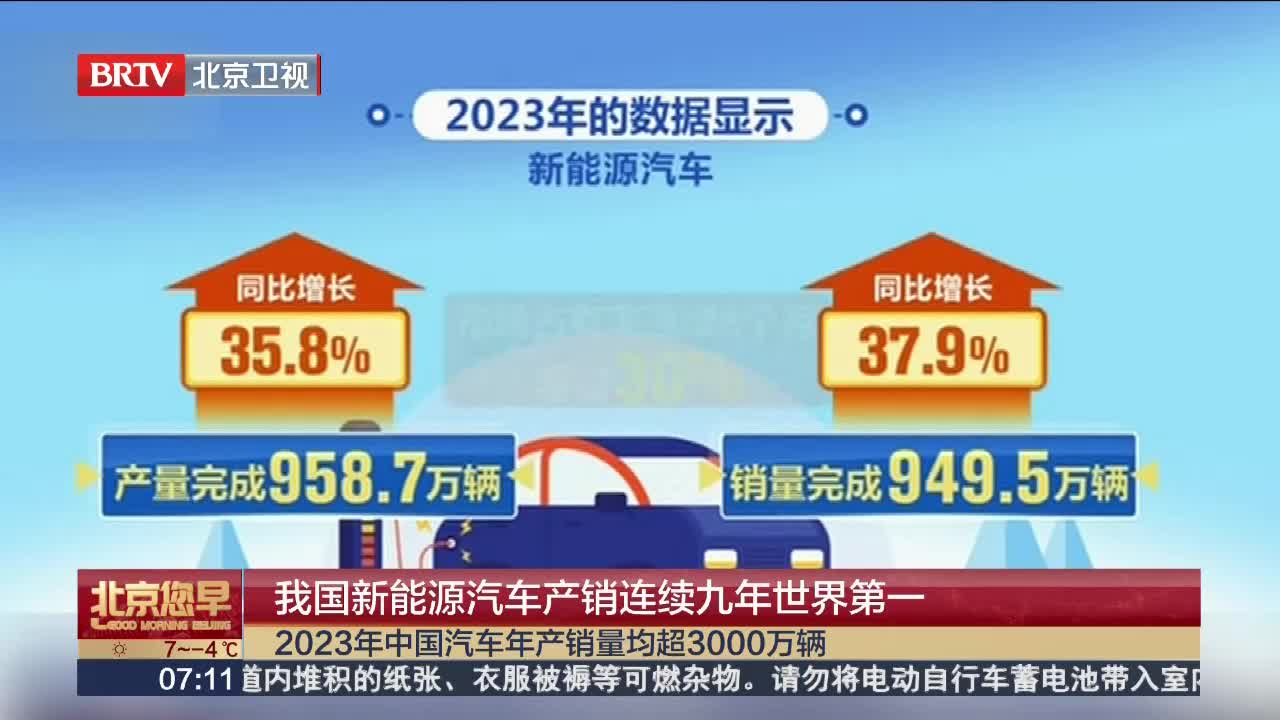 BRTV 北京卫视
2023年的数据显示
新能源汽车
同比增长
35.8%
同比增长
37.9%
产量完成958.7万辆
销量完成949.5万辆
北京您早
GOOD MORNING BEIJING
我国新能源汽车产销连续九年世界第一
7~-4℃
2023年中国汽车年产销量均超3000万辆
07:11
道内堆积的纸张、衣服被褥等可燃杂物。请勿将电动自行车蓄电池带入室内